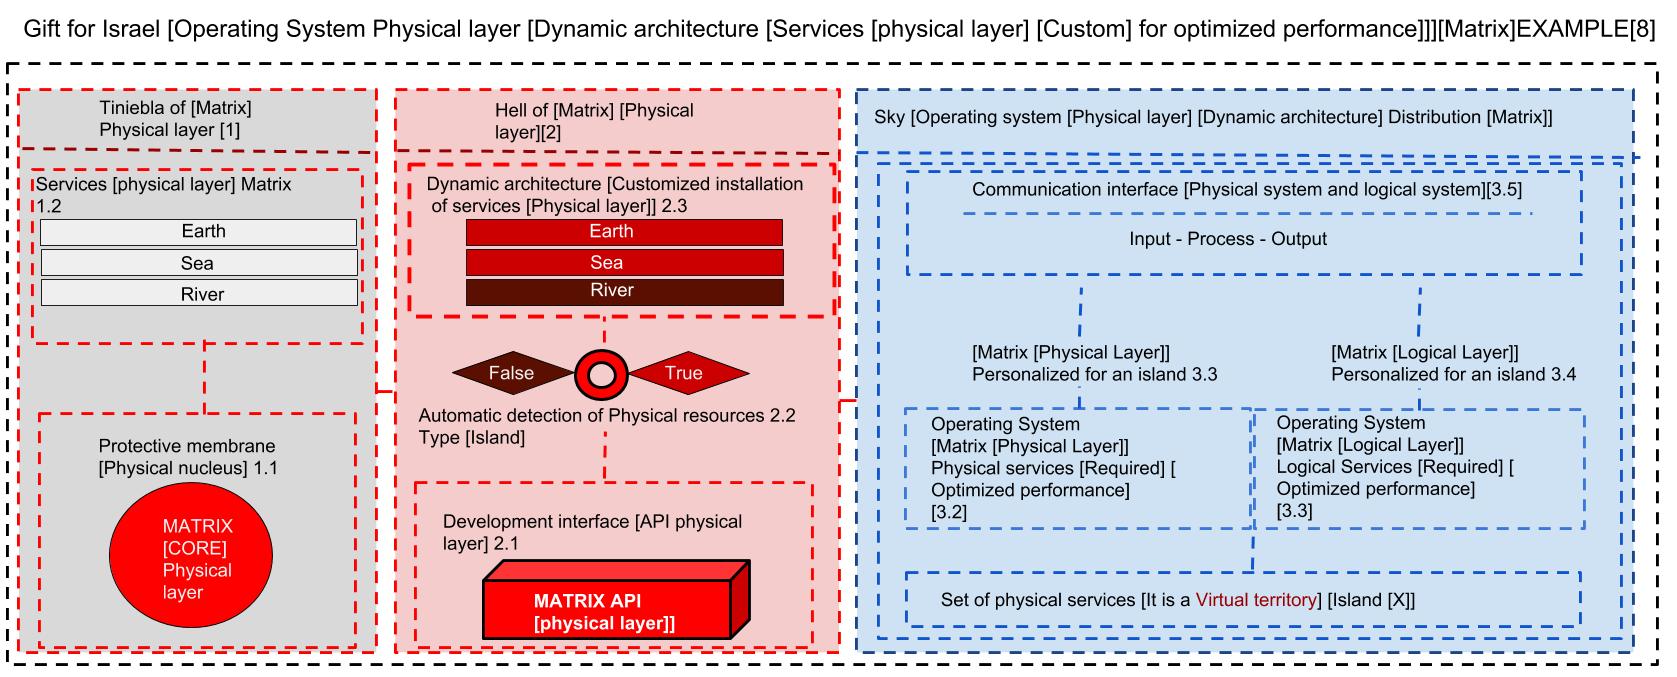 Gift for Israel [Operating System Physical layer [Dynamic architecture [Services [physical layer] [Custom] for optimized performance]]][Matrix]EXAMPLE[8]
Tiniebla of [Matrix]
Physical layer [1]
Services [physical layer] Matrix
1.2
Earth
Sea
River
Protective membrane
[Physical nucleus] 1.1
MATRIX
[CORE]
Physical
layer
Hell of [Matrix] [Physical
layer][2]
Dynamic architecture [Customized installation
of services [Physical layer]] 2.3
Earth
Sea
River
False
True
Automatic detection of Physical resources 2.2
Type [Island]
Development interface [API physical
layer] 2.1
MATRIX API
[physical layer]]
Sky [Operating system [Physical layer] [Dynamic architecture] Distribution [Matrix]]
Communication interface [Physical system and logical system][3.5]
Input - Process - Output
[Matrix [Physical Layer]]
Personalized for an island 3.3
[Matrix [Logical Layer]]
Personalized for an island 3.4
Operating System
[Matrix [Physical Layer]]
Physical services [Required] [
Optimized performance]
[3.2]
Operating System
[Matrix [Logical Layer]]
Logical Services [Required] [
Optimized performance]
[3.3]
Set of physical services [It is a Virtual territory] [Island [X]]